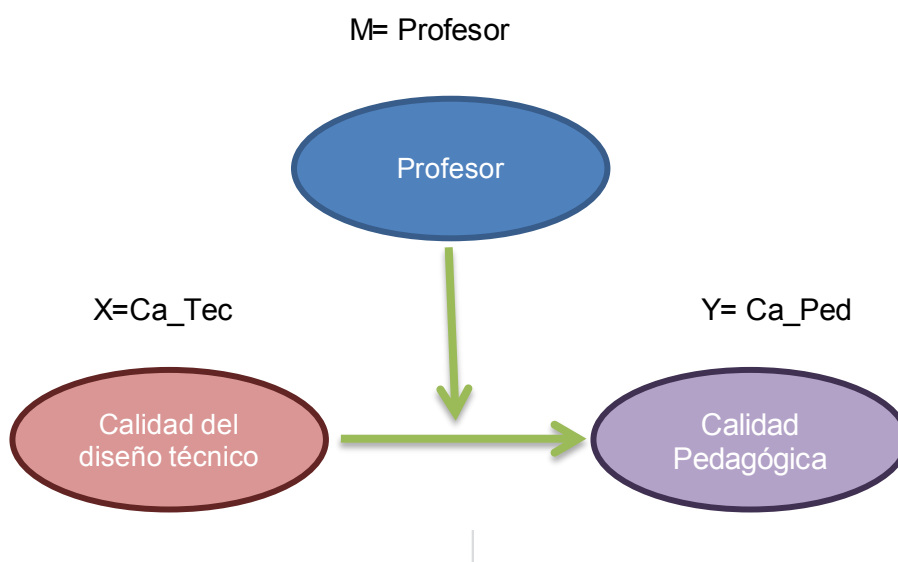 M= Profesor
Profesor
X=Ca_Tec
Y= Ca_Ped
Calidad del
diseño técnico
Calidad
Pedagógica